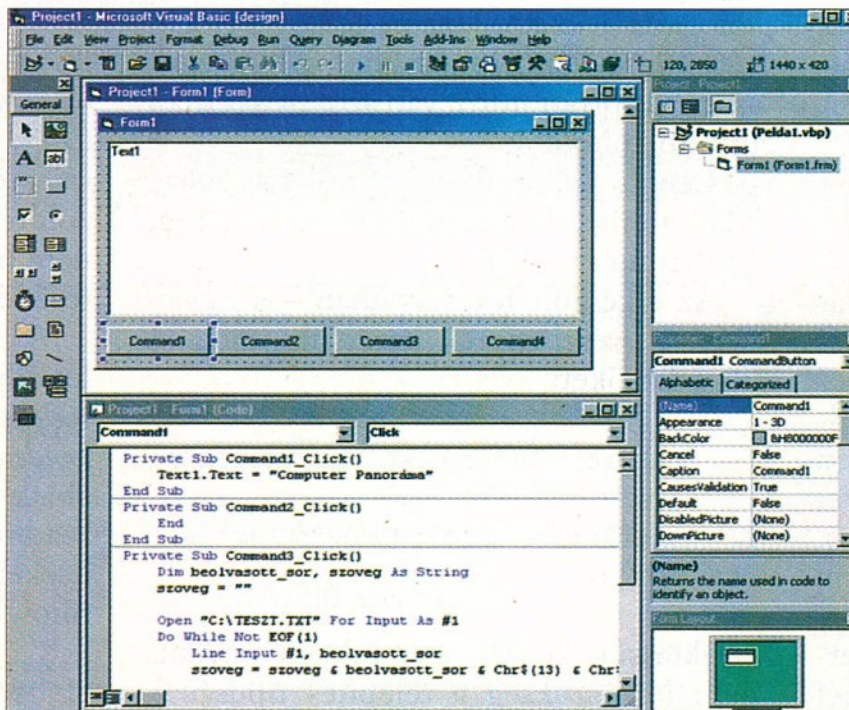 Project1 - Microsoft Visual Basic [design]
File Edit View Project Format Debug Run Query Diagram Tools Add-Ins Window Help
120, 2850 1440 x 420
General
Project1 - Form1 (Form)
Form1
Text1
Command1 Command2 Command3 Command4
Project1 - Form1 (Code)
Command1 Click
Private Sub Command1_Click()
Text1.Text = "Computer Panoráma"
End Sub
Private Sub Command2_Click()
End
End Sub
Private Sub Command3_Click()
Dim beolvasott_sor, szoveg As String
szoveg = ""
Open "C:\TESZT.TXT" For Input As #1
Do While Not EOF(1)
Line Input #1, beolvasott_sor
szoveg = szoveg & beolvasott_sor & Chr$(13) & Chr
Project - Project1
Project1 (Pelda1.vbp)
Forms
Form1 (Form1.frm)
Properties - Command1
Command1 CommandButton
Alphabetic Categorized
(Name) Command1
Appearance 1 - 3D
BackColor &H8000000F
Cancel False
Caption Command1
CausesValidation True
Default False
DisabledPicture (None)
DownPicture (None)
(Name)
Returns the name used in code to
identify an object.
Form Layout